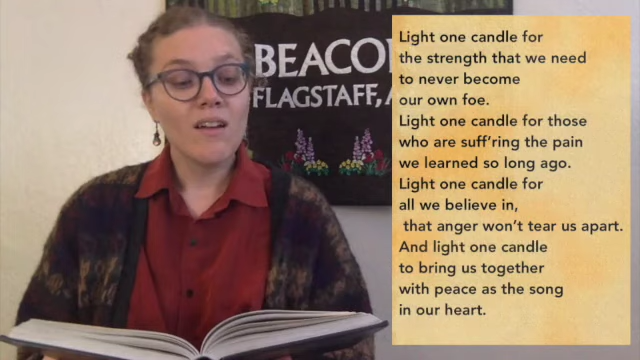 BEACO
FLAGSTAFF, A
Light one candle for
the strength that we need
to never become
our own foe.
Light one candle for those
who are suff'ring the pain
we learned so long ago.
Light one candle for
all we believe in,
that anger won't tear us apart.
And light one candle
to bring us together
with peace as the song
in our heart.